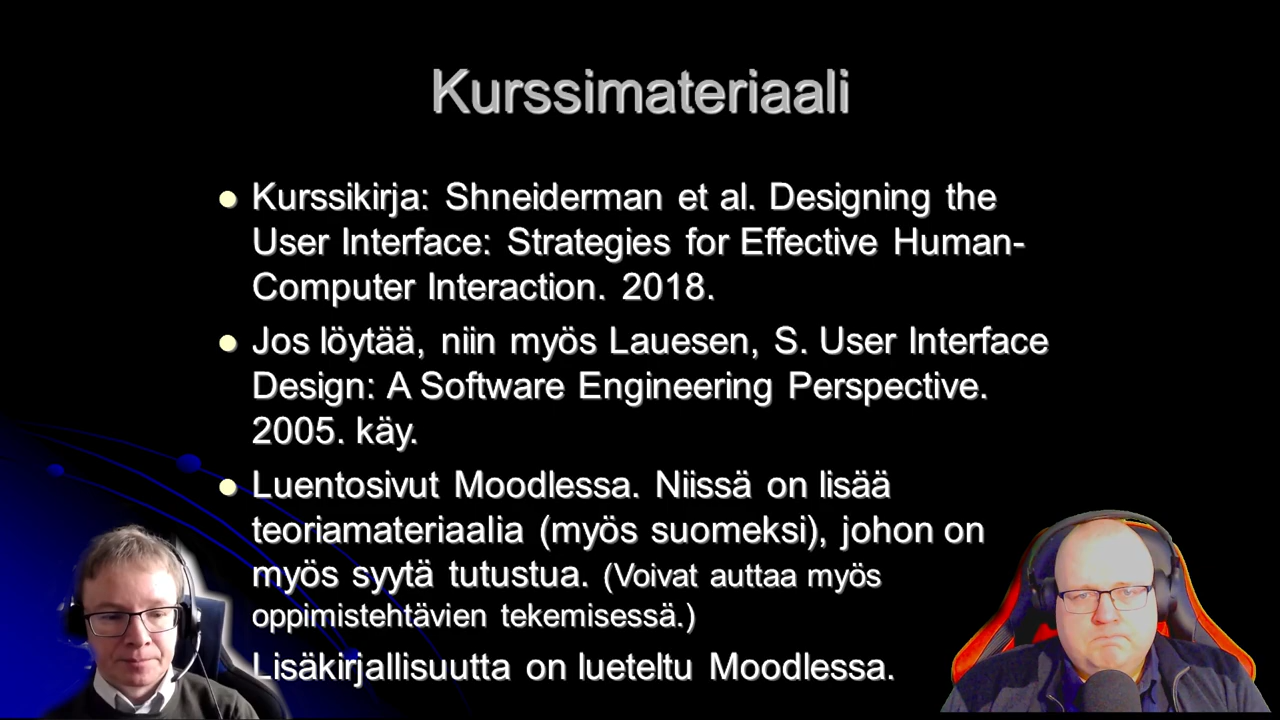 Kurssimateriaali
Kurssikirja: Shneiderman et al. Designing the
User Interface: Strategies for Effective Human-
Computer Interaction. 2018.
Jos löytää, niin myös Lauesen, S. User Interface
Design: A Software Engineering Perspective.
2005. käy.
Luentosivut Moodlessa. Niissä on lisää
teoriamateriaalia (myös suomeksi), johon on
myös syytä tutustua. (Voivat auttaa myös
oppimistehtävien tekemisessä.)
Lisäkirjallisuutta on lueteltu Moodlessa.